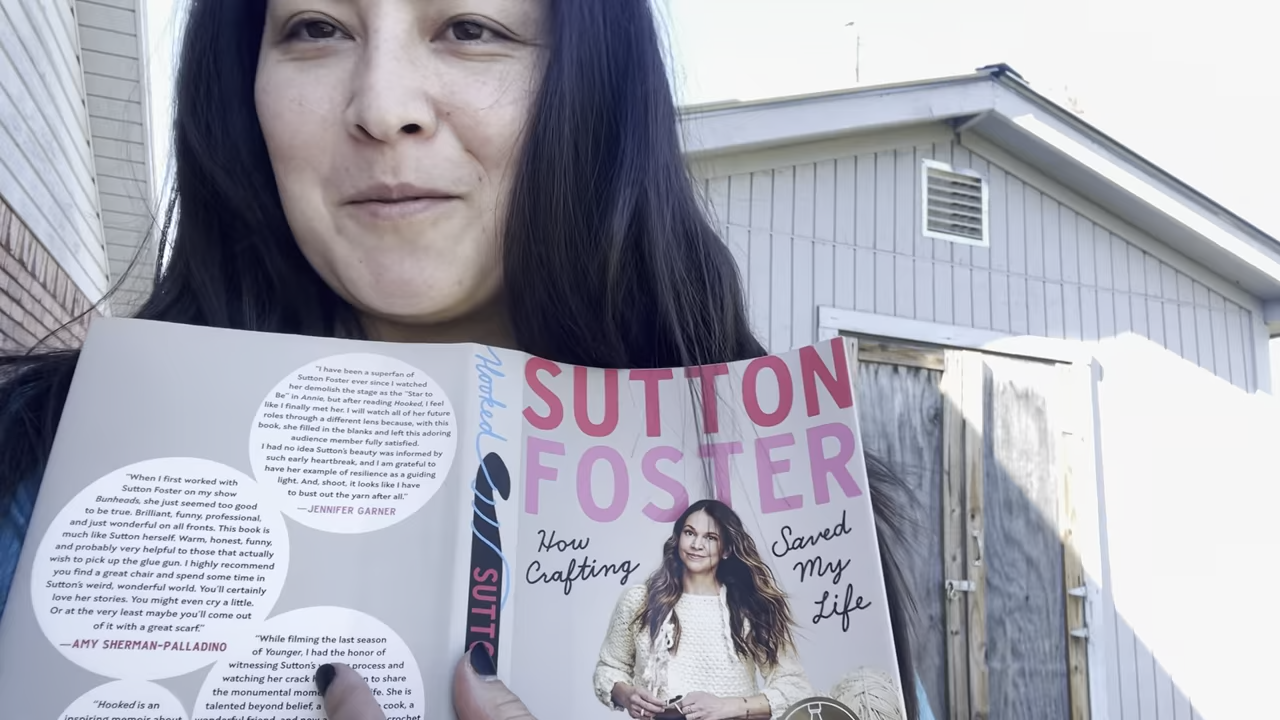 "I have been a superfan of
Sutton Foster ever since I watched
her demolish the stage as the "Star to
Be" in Annie, but after reading Hooked, I feel
like I finally met her. I will watch all of her future
roles through a different lens because, with this
book, she filled in the blanks and left this adoring
audience member fully satisfied.
I had no idea Sutton's beauty was informed by
such early heartbreak, and I am grateful to
have her example of resilience as a guiding
light. And, shoot, it looks like I have
to bust out the yarn after all."
—JENNIFER GARNER
"When I first worked with
Sutton Foster on my show
Bunheads, she just seemed too good
to be true. Brilliant, funny, professional,
and just wonderful on all fronts. This book is
much like Sutton herself. Warm, honest, funny,
and probably very helpful to those that actually
wish to pick up the glue gun. I highly recommend
you find a great chair and spend some time in
Sutton's weird, wonderful world. You'll certainly
love her stories. You might even cry a little.
Or at the very least maybe you'll come out
of it with a great scarf."
—AMY SHERMAN-PALLADINO
"While filming the last season
of Younger, I had the honor of
witnessing Sutton's process and
watching her crack to share
the monumental life. She is
talented beyond belief, a cook, a
wonderful friend, and now crochet
"Hooked is an
inspiring memoir about
Hooked
SUTTO
SUTTON
FOSTER
How
Crafting
Saved
My
Life